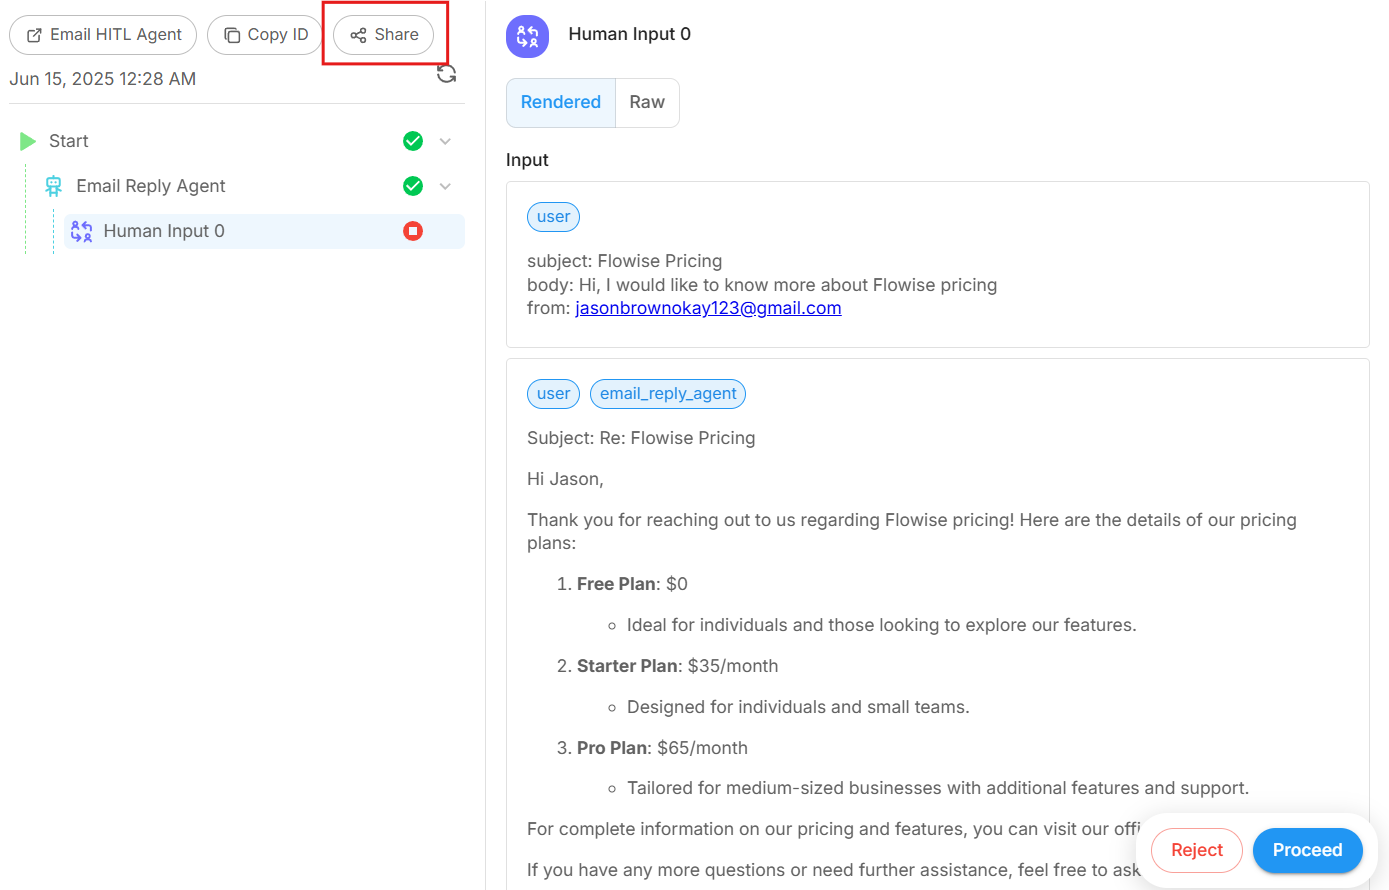 Email HITL Agent
Copy ID
Share
Jun 15, 2025 12:28 AM
Start
Email Reply Agent
Human Input 0
Human Input 0
Rendered
Raw
Input
user
subject: Flowise Pricing
body: Hi, I would like to know more about Flowise pricing
from: jasonbrownokay123@gmail.com
user
email_reply_agent
Subject: Re: Flowise Pricing
Hi Jason,
Thank you for reaching out to us regarding Flowise pricing! Here are the details of our pricing
plans:
1. Free Plan: $0
Ideal for individuals and those looking to explore our features.
2. Starter Plan: $35/month
Designed for individuals and small teams.
3. Pro Plan: $65/month
Tailored for medium-sized businesses with additional features and support.
For complete information on our pricing and features, you can visit our
If you have any more questions or need further assistance, feel free to ask
Reject
Proceed